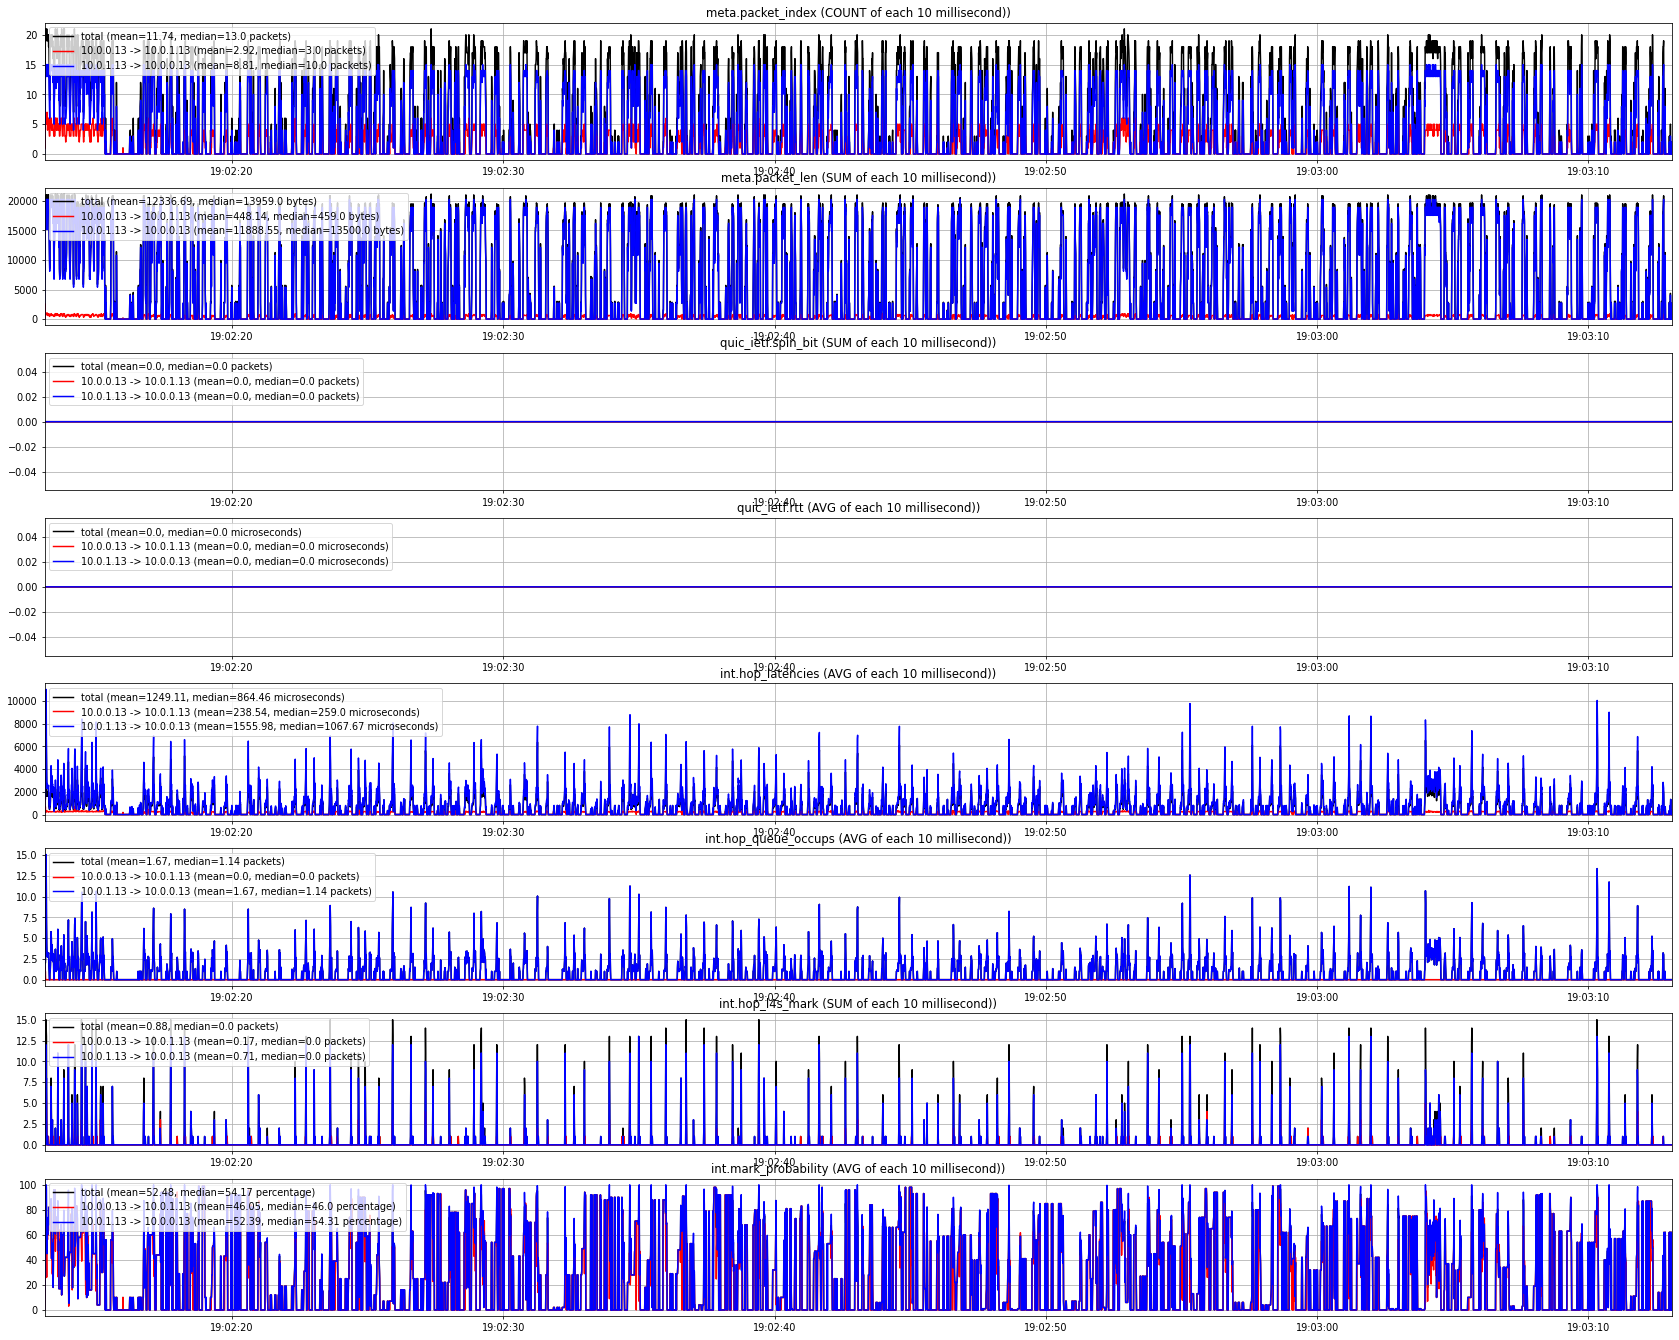 meta.packet_index (COUNT of each 10 millisecond))
20
15
10
5
0
total (mean=11.74, median=13.0 packets)
10.0.0.13 -> 10.0.1.13 (mean=2.92, median=3.0 packets)
10.0.1.13 -> 10.0.0.13 (mean=8.81, median=10.0 packets)
19:02:20 19:02:30 19:02:40 19:02:50 19:03:00 19:03:10
meta.packet_len (SUM of each 10 millisecond))
20000
15000
10000
5000
0
total (mean=12336.69, median=13959.0 bytes)
10.0.0.13 -> 10.0.1.13 (mean=448.14, median=459.0 bytes)
10.0.1.13 -> 10.0.0.13 (mean=11888.55, median=13500.0 bytes)
19:02:20 19:02:30 19:02:40 19:02:50 19:03:00 19:03:10
quic_ietf.spin_bit (SUM of each 10 millisecond))
0.04
0.02
0.00
−0.02
−0.04
total (mean=0.0, median=0.0 packets)
10.0.0.13 -> 10.0.1.13 (mean=0.0, median=0.0 packets)
10.0.1.13 -> 10.0.0.13 (mean=0.0, median=0.0 packets)
19:02:20 19:02:30 19:02:40 19:02:50 19:03:00 19:03:10
quic_ietf.rtt (AVG of each 10 millisecond))
0.04
0.02
0.00
−0.02
−0.04
total (mean=0.0, median=0.0 microseconds)
10.0.0.13 -> 10.0.1.13 (mean=0.0, median=0.0 microseconds)
10.0.1.13 -> 10.0.0.13 (mean=0.0, median=0.0 microseconds)
19:02:20 19:02:30 19:02:40 19:02:50 19:03:00 19:03:10
int.hop_latencies (AVG of each 10 millisecond))
10000
8000
6000
4000
2000
0
total (mean=1249.11, median=864.46 microseconds)
10.0.0.13 -> 10.0.1.13 (mean=238.54, median=259.0 microseconds)
10.0.1.13 -> 10.0.0.13 (mean=1555.98, median=1067.67 microseconds)
19:02:20 19:02:30 19:02:40 19:02:50 19:03:00 19:03:10
int.hop_queue_occups (AVG of each 10 millisecond))
15.0
12.5
10.0
7.5
5.0
2.5
0.0
total (mean=1.67, median=1.14 packets)
10.0.0.13 -> 10.0.1.13 (mean=0.0, median=0.0 packets)
10.0.1.13 -> 10.0.0.13 (mean=1.67, median=1.14 packets)
19:02:20 19:02:30 19:02:40 19:02:50 19:03:00 19:03:10
int.hop_l4s_mark (SUM of each 10 millisecond))
15.0
12.5
10.0
7.5
5.0
2.5
0.0
total (mean=0.88, median=0.0 packets)
10.0.0.13 -> 10.0.1.13 (mean=0.17, median=0.0 packets)
10.0.1.13 -> 10.0.0.13 (mean=0.71, median=0.0 packets)
19:02:20 19:02:30 19:02:40 19:02:50 19:03:00 19:03:10
int.mark_probability (AVG of each 10 millisecond))
100
80
60
40
20
0
total (mean=52.48, median=54.17 percentage)
10.0.0.13 -> 10.0.1.13 (mean=46.05, median=46.0 percentage)
10.0.1.13 -> 10.0.0.13 (mean=52.39, median=54.31 percentage)
19:02:20 19:02:30 19:02:40 19:02:50 19:03:00 19:03:10